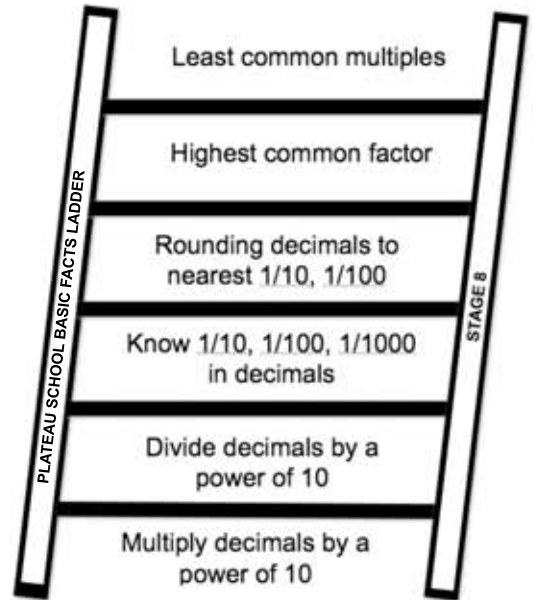 Least common multiples
Highest common factor
Rounding decimals to
nearest 1/10, 1/100
Know 1/10, 1/100, 1/1000
in decimals
Divide decimals by a
power of 10
Multiply decimals by a
power of 10
PLATEAU SCHOOL BASIC FACTS LADDER
STAGE 8